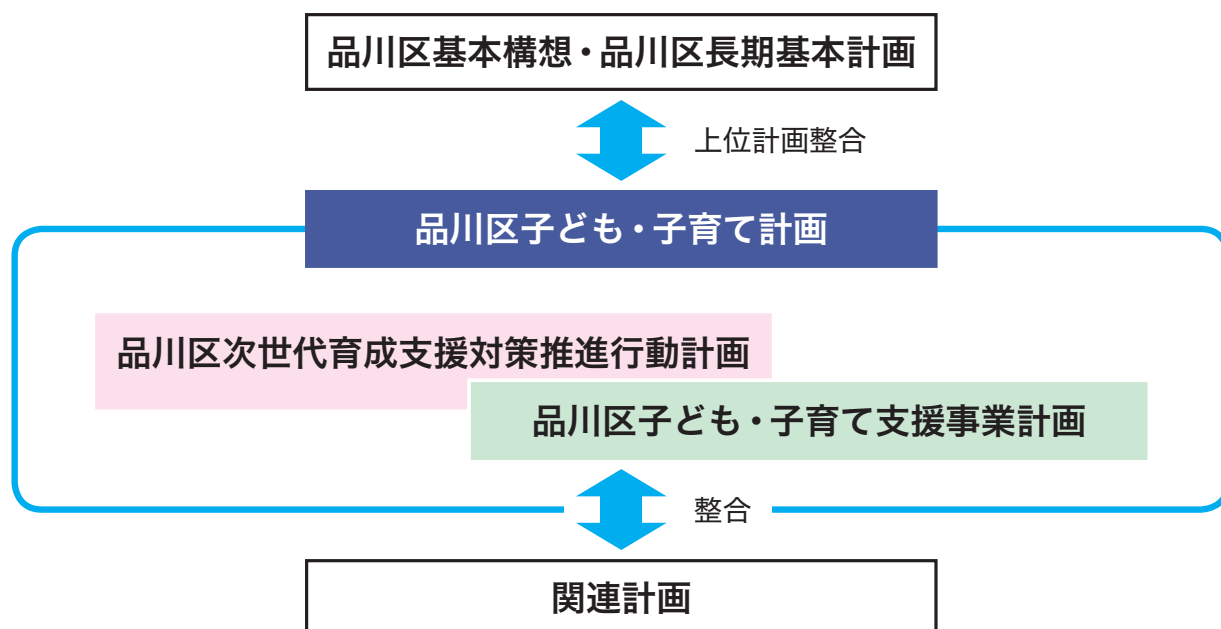 品川区基本構想・品川区長期基本計画
上位計画整合
品川区子ども・子育て計画
品川区次世代育成支援対策推進行動計画
品川区子ども・子育て支援事業計画
整合
関連計画